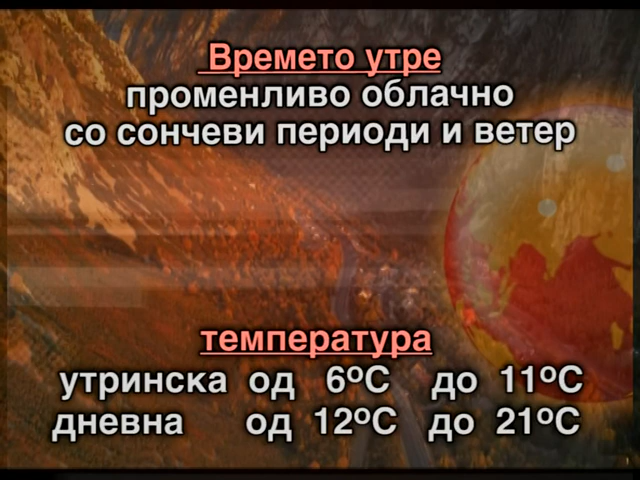 Времето утре
променливо облачно
со сончеви периоди и ветер
температура
утринска од 6ºC до 11ºC
дневна од 12ºC до 21ºC